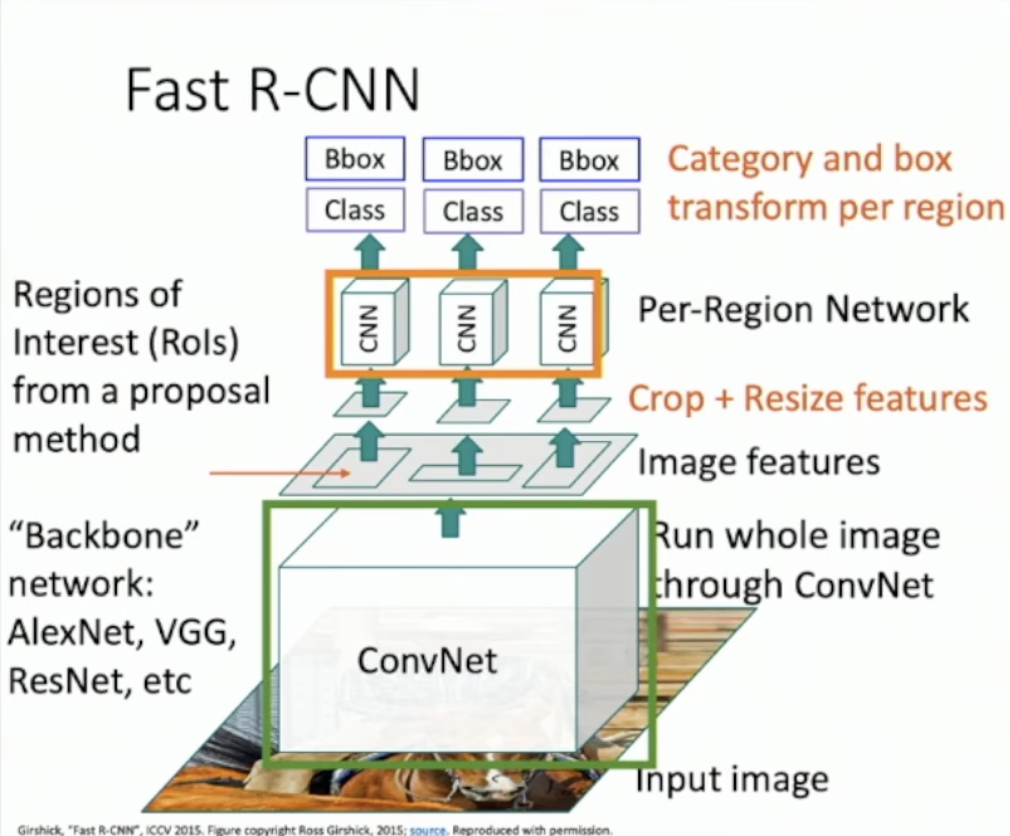 Fast R-CNN
Bbox Bbox Bbox
Class Class Class
Category and box
transform per region
Regions of
Interest (RoIs)
from a proposal
method
CNN CNN CNN
Per-Region Network
Crop + Resize features
Image features
"Backbone"
network:
AlexNet, VGG,
ResNet, etc
Run whole image
through ConvNet
ConvNet
Input image
Girshick, "Fast R-CNN", ICCV 2015. Figure copyright Ross Girshick, 2015; source. Reproduced with permission.